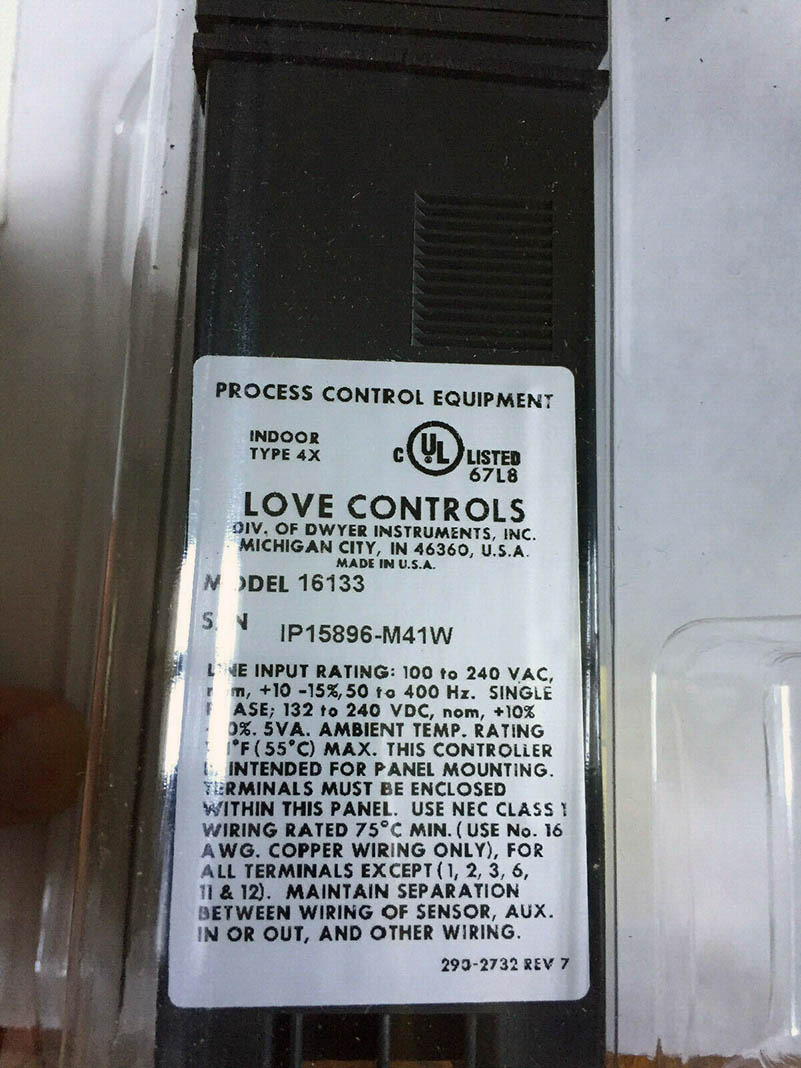 PROCESS CONTROL EQUIPMENT
INDOOR
TYPE 4X
C UL LISTED
67L8
LOVE CONTROLS
DIV. OF DWYER INSTRUMENTS, INC.
MICHIGAN CITY, IN 46360, U.S.A.
MADE IN U.S.A.
MODEL 16133
S/N IP15896-M41W
LINE INPUT RATING: 100 to 240 VAC,
nom, +10 -15%, 50 to 400 Hz. SINGLE
PHASE; 132 to 240 VDC, nom, +10%
5VA. AMBIENT TEMP. RATING
(55°C) MAX. THIS CONTROLLER
IS INTENDED FOR PANEL MOUNTING.
TERMINALS MUST BE ENCLOSED
WITHIN THIS PANEL. USE NEC CLASS 1
WIRING RATED 75°C MIN. (USE No. 16
AWG. COPPER WIRING ONLY), FOR
ALL TERMINALS EXCEPT (1, 2, 3, 6,
11 & 12). MAINTAIN SEPARATION
BETWEEN WIRING OF SENSOR, AUX.
IN OR OUT, AND OTHER WIRING.
290-2732 REV 7